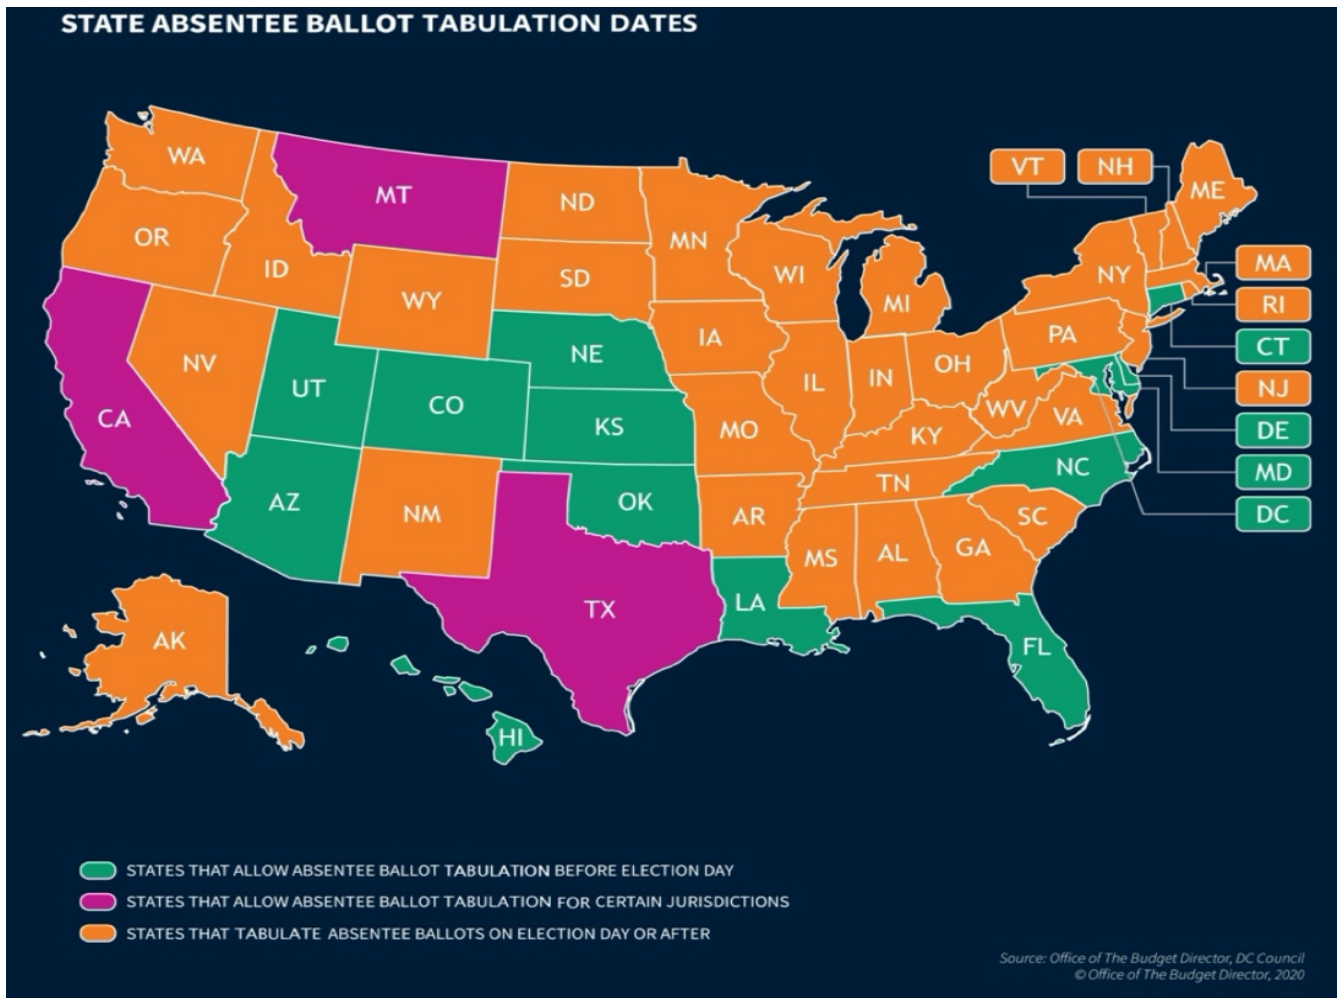 STATE ABSENTEE BALLOT TABULATION DATES
WA
MT
ND
MN
VT
NH
ME
OR
ID
WY
SD
WI
MI
NY
MA
RI
CT
NJ
DE
MD
DC
NV
UT
CO
NE
IA
IL
IN
OH
PA
CA
KS
MO
KY
WV
VA
AZ
NM
OK
AR
TN
NC
SC
TX
LA
MS
AL
GA
FL
AK
HI
STATES THAT ALLOW ABSENTEE BALLOT TABULATION BEFORE ELECTION DAY
STATES THAT ALLOW ABSENTEE BALLOT TABULATION FOR CERTAIN JURISDICTIONS
STATES THAT TABULATE ABSENTEE BALLOTS ON ELECTION DAY OR AFTER
Source: Office of The Budget Director, DC Council
© Office of The Budget Director, 2020